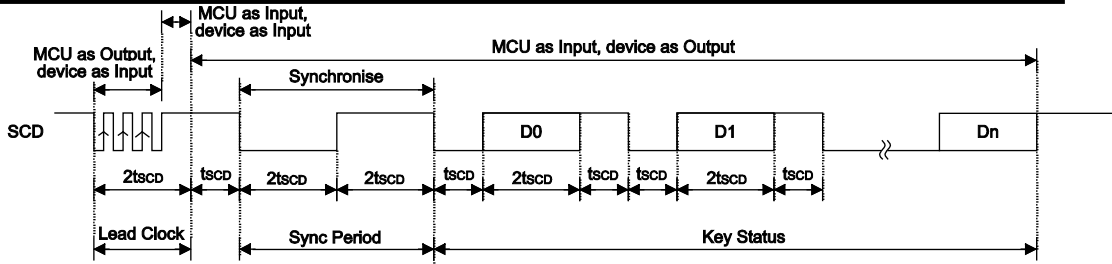 MCU as Input,
device as Input
MCU as Output,
device as Input
MCU as Input, device as Output
Synchronise
SCD
D0
D1
Dn
2tSCD
tSCD
2tSCD
2tSCD
tSCD
2tSCD
tSCD
tSCD
2tSCD
tSCD
Lead Clock
Sync Period
Key Status